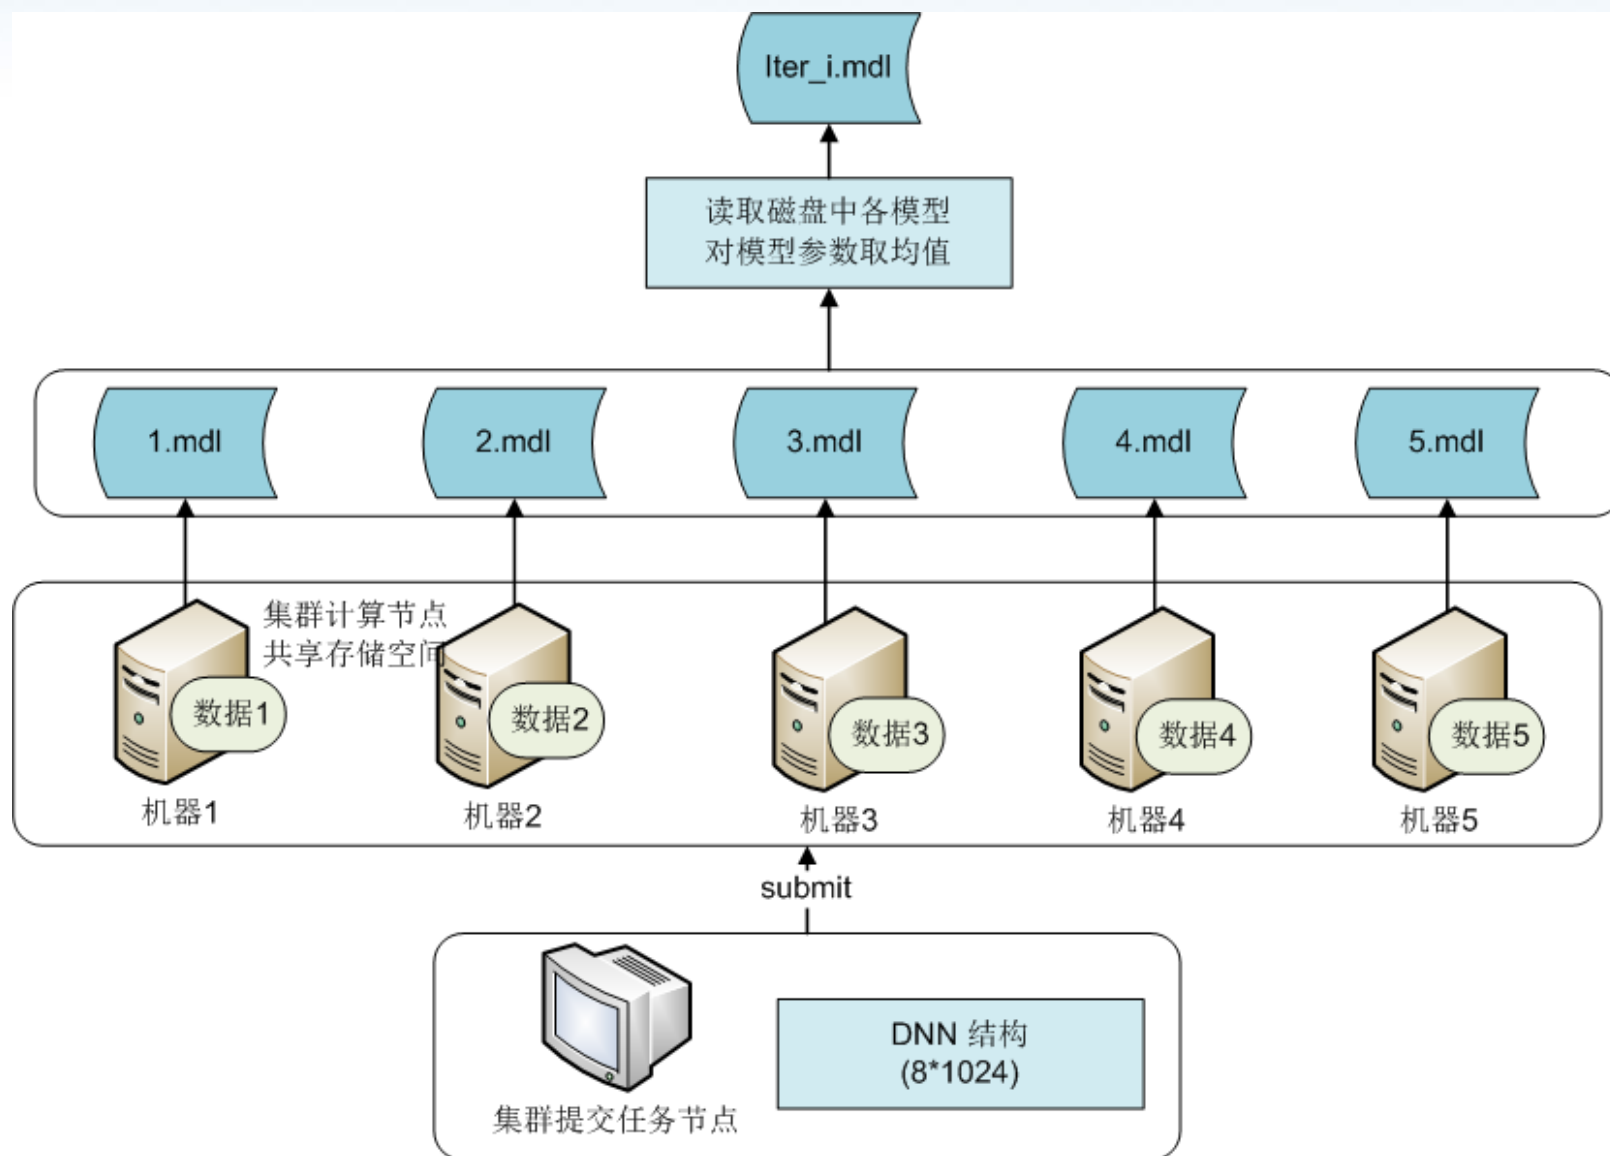 Iter_i.mdl
读取磁盘中各模型
对模型参数取均值
1.mdl
2.mdl
3.mdl
4.mdl
5.mdl
集群计算节点
共享存储空间
数据1
数据2
数据3
数据4
数据5
机器1
机器2
机器3
机器4
机器5
submit
DNN 结构
(8*1024)
集群提交任务节点